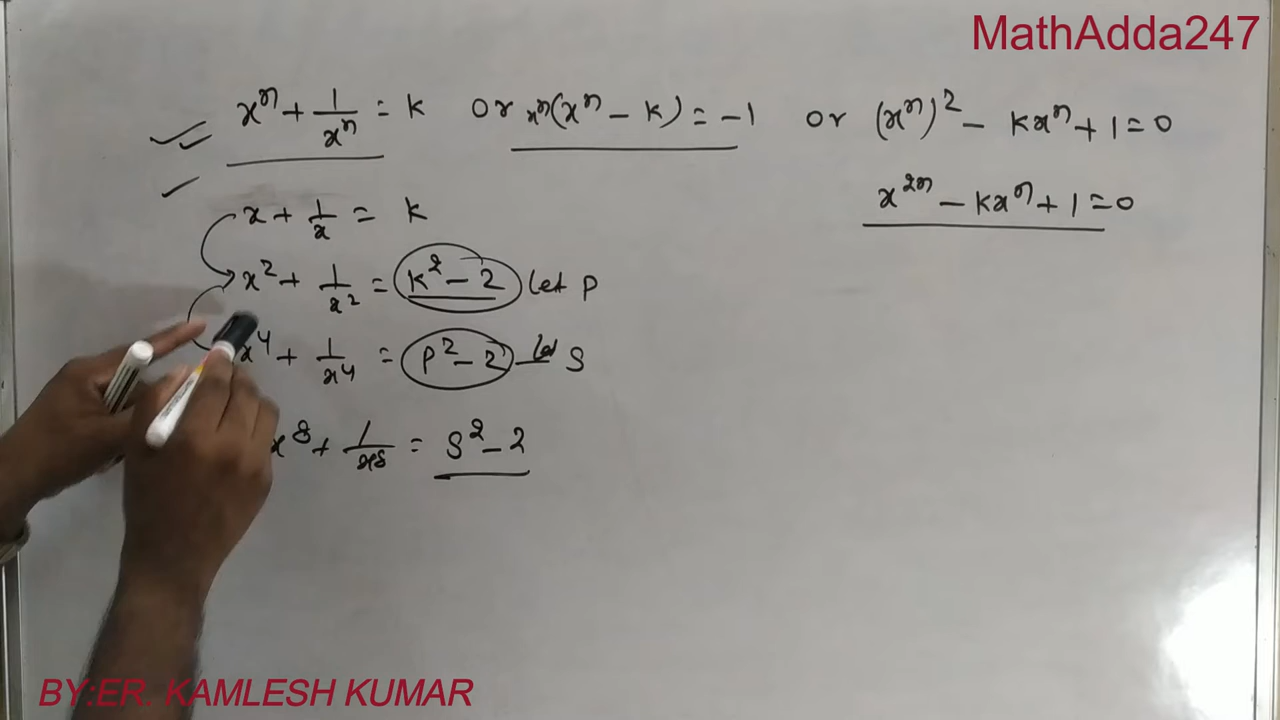 MathAdda247
xⁿ + 1/xⁿ = k or xⁿ(xⁿ - k) = -1 or (xⁿ)² - kxⁿ + 1 = 0
x²ⁿ - kxⁿ + 1 = 0
x + 1/x = k
x² + 1/x² = k² - 2 let P
x⁴ + 1/x⁴ = P² - 2 let S
x⁸ + 1/x⁸ = S² - 2
BY:ER. KAMLESH KUMAR